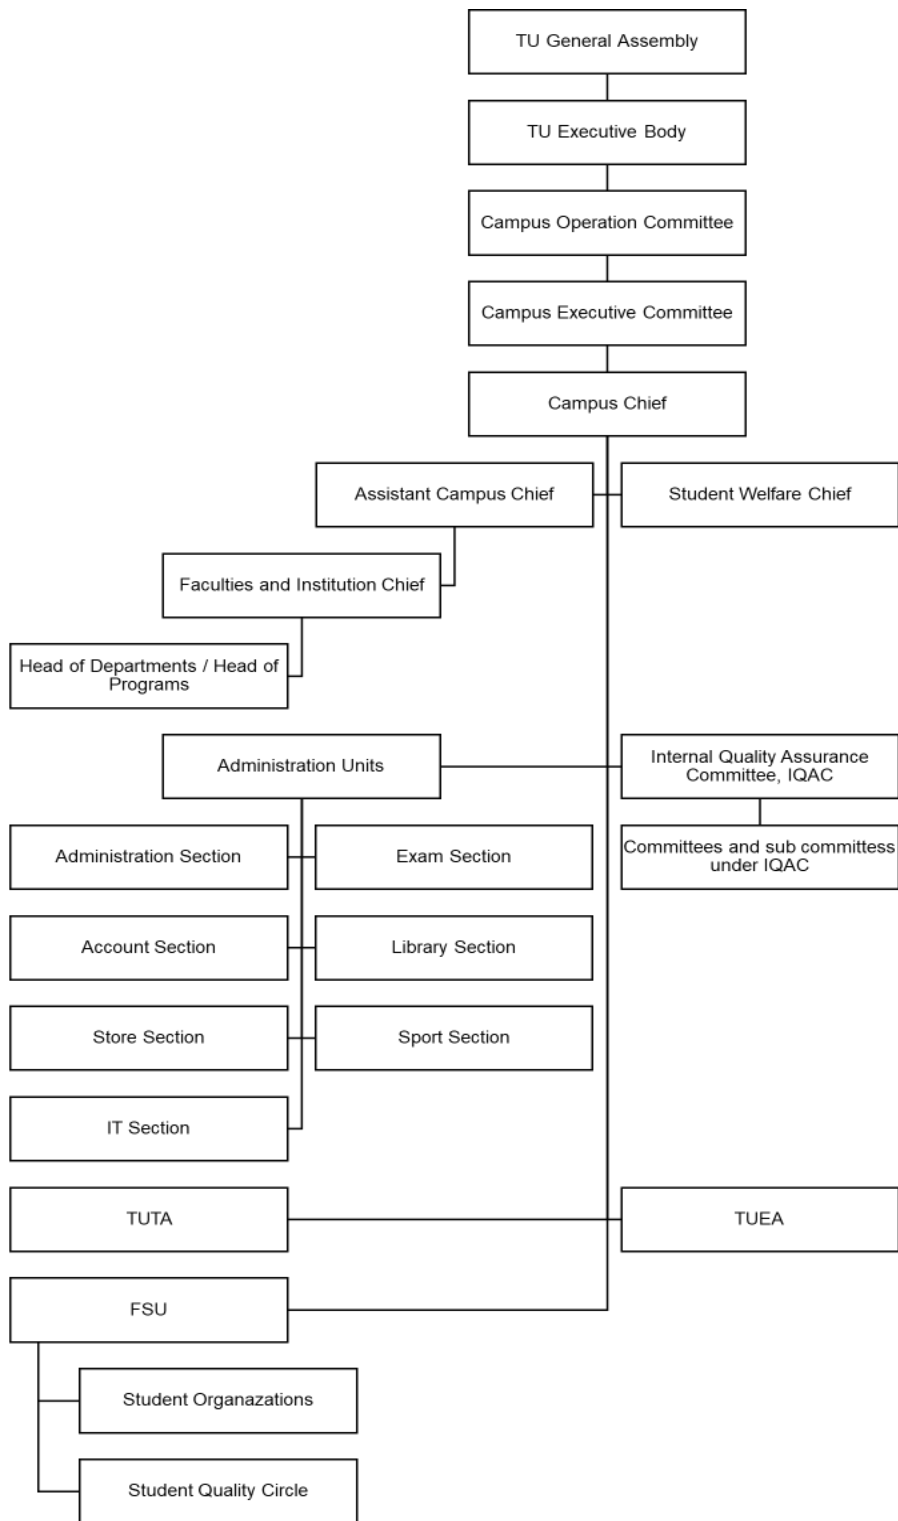 TU General Assembly
TU Executive Body
Campus Operation Committee
Campus Executive Committee
Campus Chief
Assistant Campus Chief
Student Welfare Chief
Faculties and Institution Chief
Head of Departments / Head of
Programs
Administration Units
Internal Quality Assurance
Committee, IQAC
Administration Section
Exam Section
Committees and sub committess
under IQAC
Account Section
Library Section
Store Section
Sport Section
IT Section
TUTA
TUEA
FSU
Student Organazations
Student Quality Circle